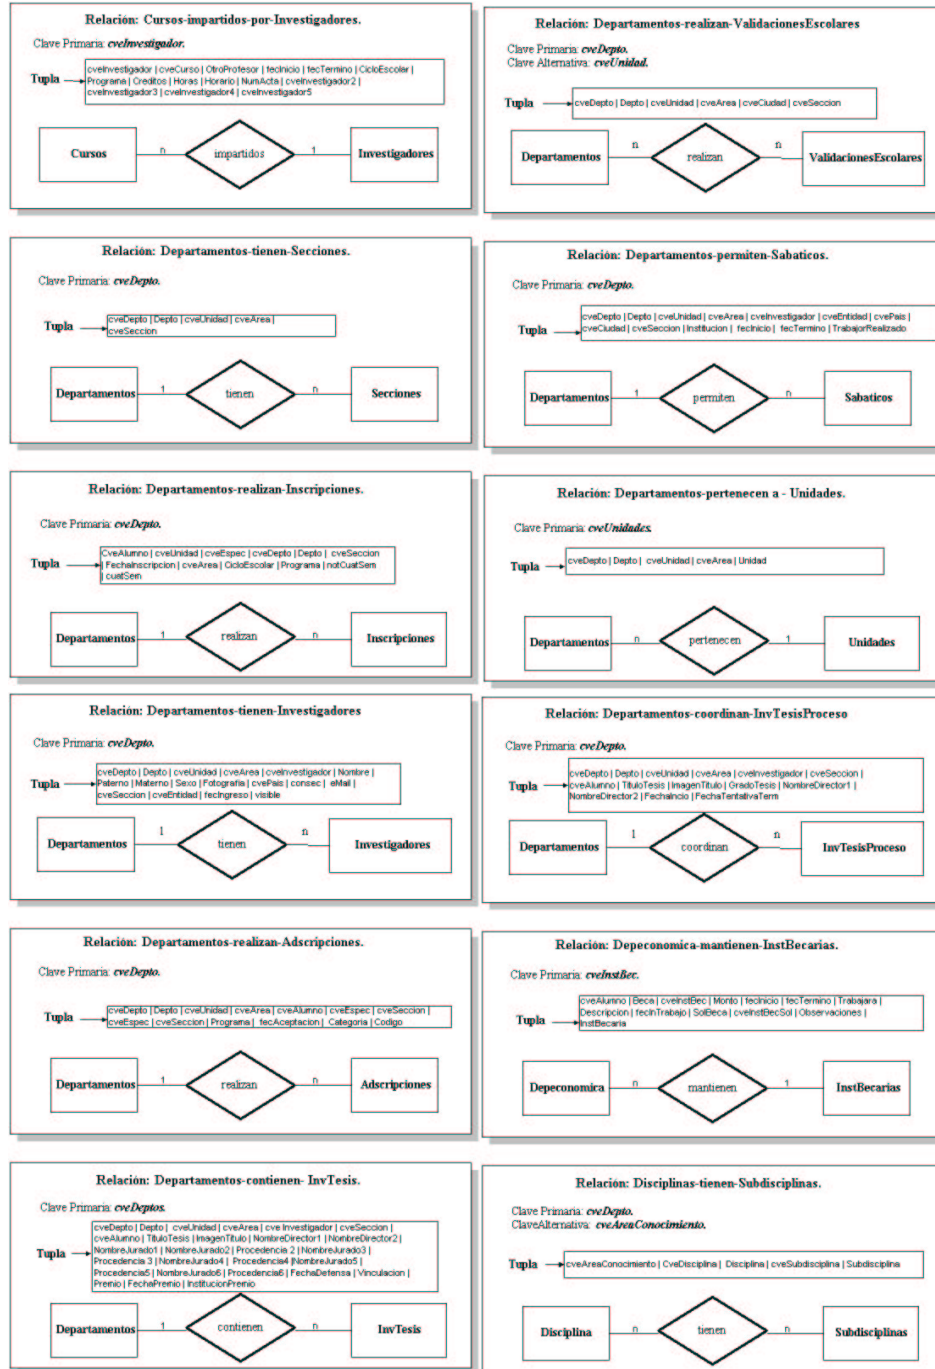 Relación: Cursos-impartidos-por-Investigadores.
Clave Primaria: cveInvestigador.
Tupla
cveInvestigador | cveCurso | OtroProfesor | fecInicio | fecTermino | CicloEscolar |
Programa | Creditos | Horas | Horario | NumActa | cveInvestigador2 |
cveInvestigador3 | cveInvestigador4 | cveInvestigador5
Cursos n impartidos 1 Investigadores
Relación: Departamentos-realizan-ValidacionesEscolares
Clave Primaria: cveDepto.
Clave Alternativa: cveUnidad.
Tupla
cveDepto | Depto | cveUnidad | cveArea | cveCiudad | cveSeccion
Departamentos n realizan n ValidacionesEscolares
Relación: Departamentos-tienen-Secciones.
Clave Primaria: cveDepto.
Tupla
cveDepto | Depto | cveUnidad | cveArea |
cveSeccion
Departamentos 1 tienen n Secciones
Relación: Departamentos-permiten-Sabaticos.
Clave Primaria: cveDepto.
Tupla
cveDepto | Depto | cveUnidad | cveArea | cveInvestigador | cveEntidad | cvePais |
cveCiudad | cveSeccion | Institucion | fecInicio | fecTermino | TrabajorRealizado
Departamentos 1 permiten n Sabaticos
Relación: Departamentos-realizan-Inscripciones.
Clave Primaria: cveDepto.
Tupla
CveAlumno | cveUnidad | cveEspec | cveDepto | Depto | cveSeccion
| FechaInscripcion | cveArea | CicloEscolar | Programa | notCuatSem
| cuatSem
Departamentos 1 realizan n Inscripciones
Relación: Departamentos-pertenecen a - Unidades.
Clave Primaria: cveUnidades.
Tupla
cveDepto | Depto | cveUnidad | cveArea | Unidad
Departamentos n pertenecen 1 Unidades
Relación: Departamentos-tienen-Investigadores
Clave Primaria: cveDepto.
Tupla
cveDepto | Depto | cveUnidad | cveArea | cveInvestigador | Nombre |
Paterno | Materno | Sexo | Fotografia | cvePais | consec | eMail |
cveSeccion | cveEntidad | fecIngreso | visible
Departamentos 1 tienen n Investigadores
Relación: Departamentos-coordinan-InvTesisProceso
Clave Primaria: cveDepto.
Tupla
cveDepto | Depto | cveUnidad | cveArea | cveInvestigador | cveSeccion |
cveAlumno | TituloTesis | ImagenTitulo | GradoTesis | NombreDirector1 |
NombreDirector2 | FechaIncio | FechaTentativaTerm
Departamentos 1 coordinan n InvTesisProceso
Relación: Departamentos-realizan-Adscripciones.
Clave Primaria: cveDepto.
Tupla
cveDepto | Depto | cveUnidad | cveArea | cveAlumno | cveEspec | cveSeccion |
cveEspec | cveSeccion | Programa | fecAceptacion | Categoria | Codigo
Departamentos 1 realizan n Adscripciones
Relación: Depeconomica-mantienen-InstBecarias.
Clave Primaria: cveInstBec.
Tupla
cveAlumno | Beca | cveInstBec | Monto | fecInicio | fecTermino | Trabajara |
Descripcion | fecInTrabajo | SolBeca | cveInstBecSol | Observaciones |
InstBecaria
Depeconomica n mantienen 1 InstBecarias
Relación: Departamentos-contienen- InvTesis.
Clave Primaria: cveDeptos.
Tupla
cveDepto | Depto | cveUnidad | cveArea | cve Investigador | cveSeccion |
cveAlumno | TituloTesis | ImagenTitulo | NombreDirector1 | NombreDirector2 |
NombreJurado1 | NombreJurado2 | Procedencia 2 | NombreJurado3 |
Procedencia 3 | NombreJurado4 | Procedencia4 |NombreJurado5 |
Procedencia5 | NombreJurado6 | Procedencia6 | FechaDefensa | Vinculacion |
Premio | FechaPremio | InstitucionPremio
Departamentos 1 contienen n InvTesis
Relación: Disciplinas-tienen-Subdisciplinas.
Clave Primaria: cveDepto.
ClaveAlternativa: cveAreaConocimiento.
Tupla
cveAreaConocimiento | CveDisciplina | Disciplina | cveSubdisciplina | Subdisciplina
Disciplina n tienen n Subdisciplinas